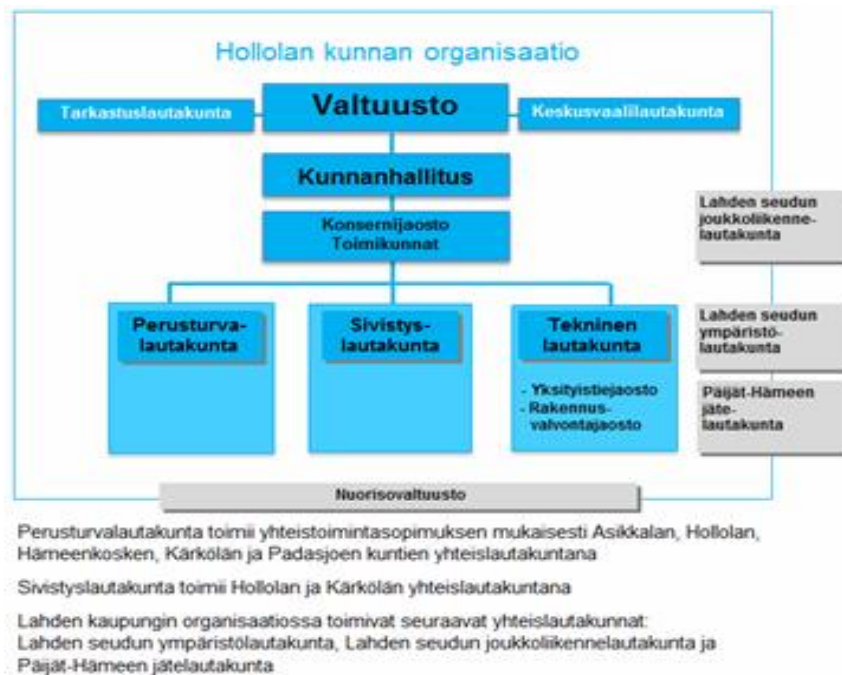 Hollolan kunnan organisaatio
Tarkastuslautakunta
Valtuusto
Keskusvaalilautakunta
Kunnanhallitus
Konsernijaosto
Toimikunnat
Lahden seudun
joukkoliikenne-
lautakunta
Perusturva-
lautakunta
Sivistys-
lautakunta
Tekninen
lautakunta
- Yksityistiejaosto
- Rakennus-
valvontajaosto
Lahden seudun
ympäristö-
lautakunta
Päijät-Hämeen
jäte-
lautakunta
Nuorisovaltuusto
Perusturvalautakunta toimii yhteistoimintasopimuksen mukaisesti Asikkalan, Hollolan,
Hämeenkosken, Kärkölän ja Padasjoen kuntien yhteislautakuntana
Sivistyslautakunta toimii Hollolan ja Kärkölän yhteislautakuntana
Lahden kaupungin organisaatiossa toimivat seuraavat yhteislautakunnat:
Lahden seudun ympäristölautakunta, Lahden seudun joukkoliikennelautakunta ja
Päijät-Hämeen jätelautakunta